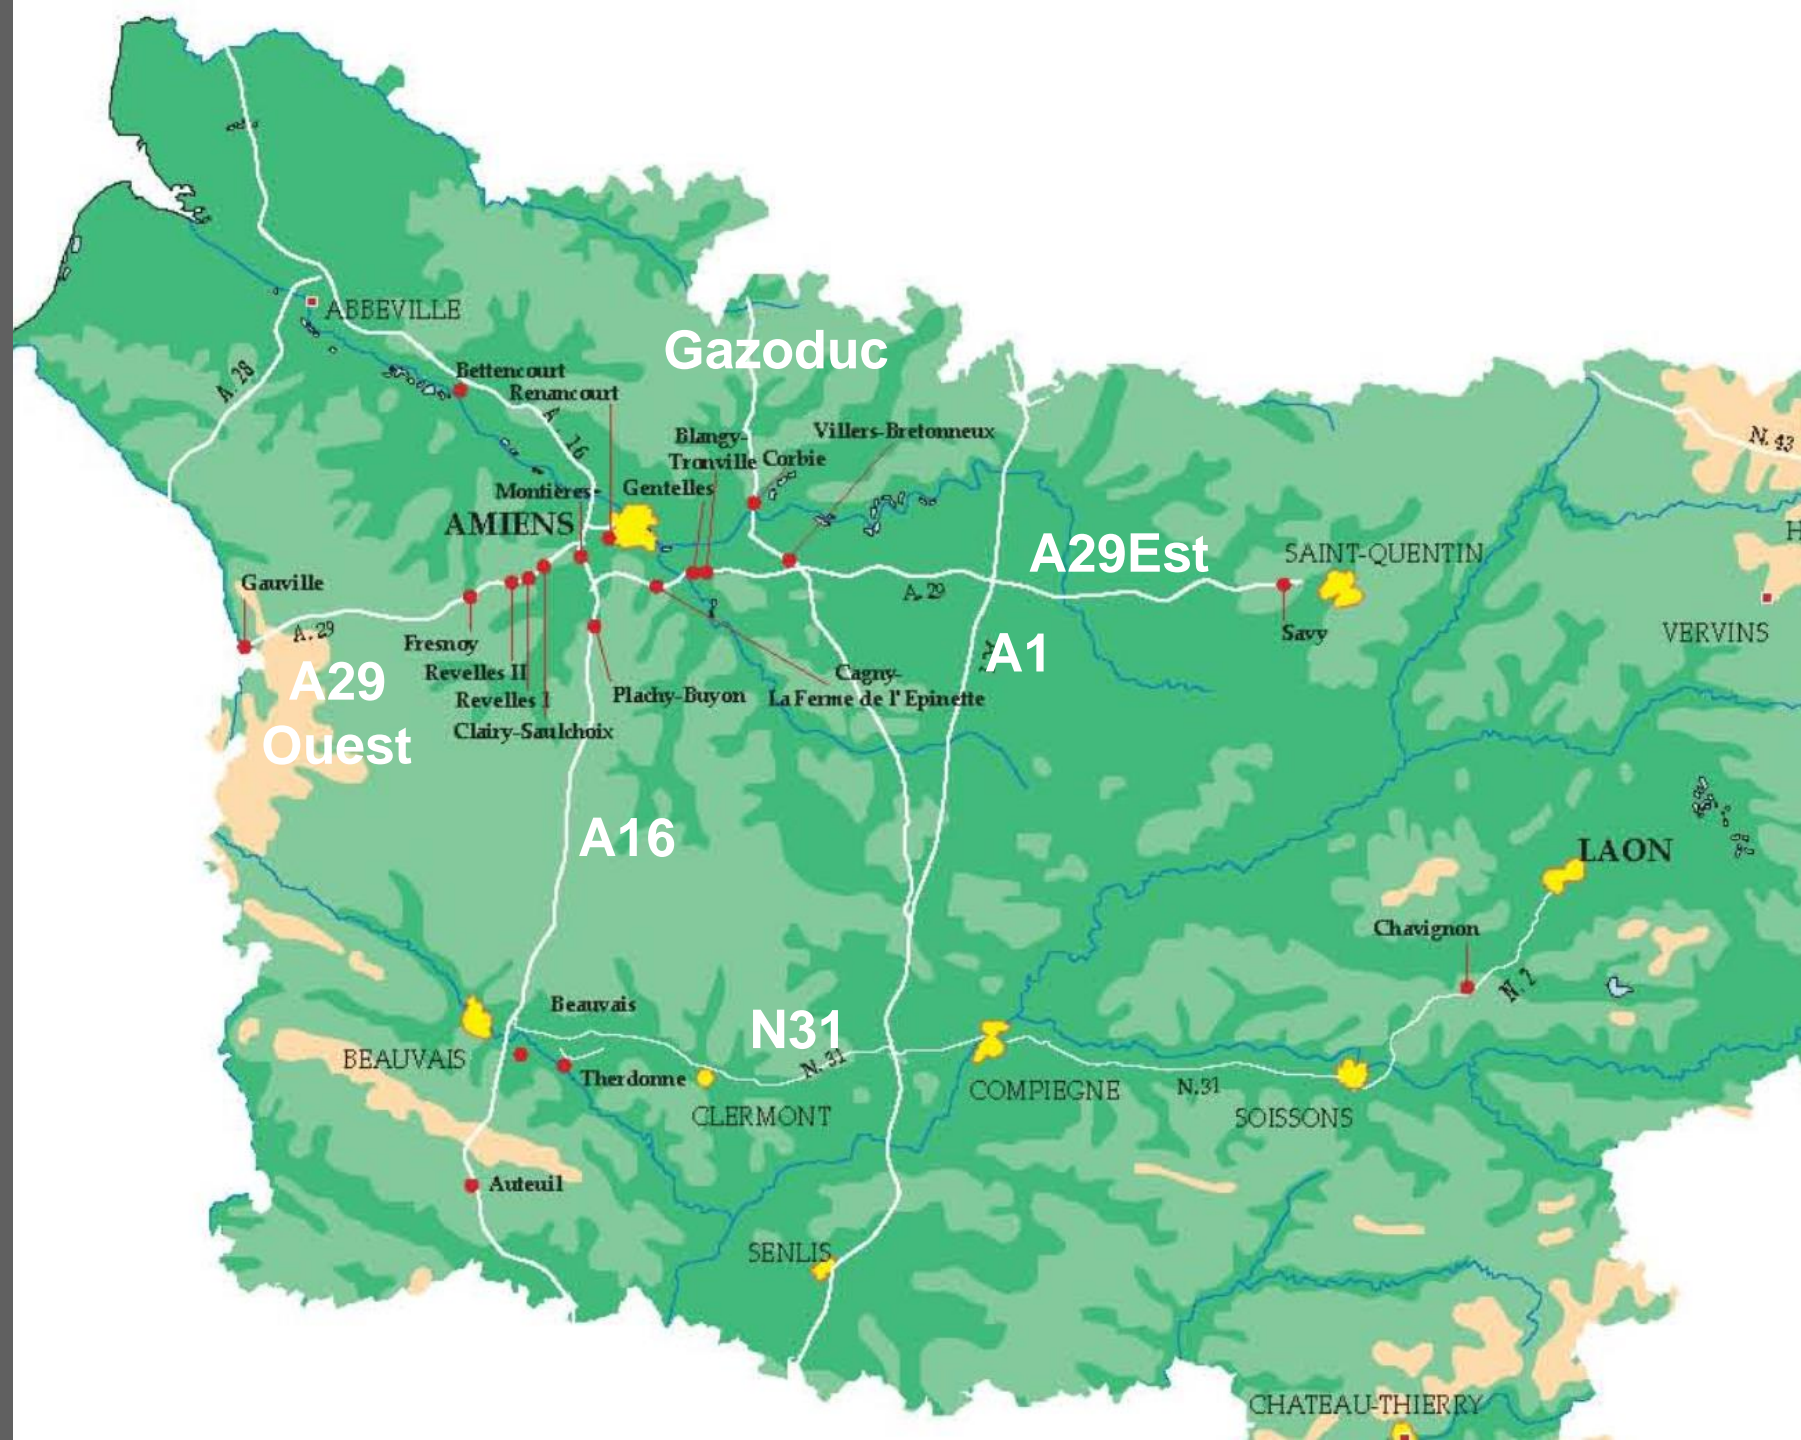 ABBEVILLE
A. 28
Gazoduc
Bettencourt
Renancourt
A. 16
Blangy-
Tronville
Villers-Bretonneux
Corbie
N. 43
Montières-
Gentelles
AMIENS
A29Est
SAINT-QUENTIN
H
Gauville
A. 29
A. 29
Fresnoy
Savy
VERVINS
A1
A29
Ouest
Revelles II
Revelles I
Clairy-Saulchoix
Plachy-Buyon
Cagny-
La Ferme de l' Epinette
A16
LAON
Chavignon
N. 2
Beauvais
N31
N. 31
BEAUVAIS
Therdonne
CLERMONT
COMPIEGNE
N.31
SOISSONS
Auteuil
SENLIS
CHATEAU-THIERRY